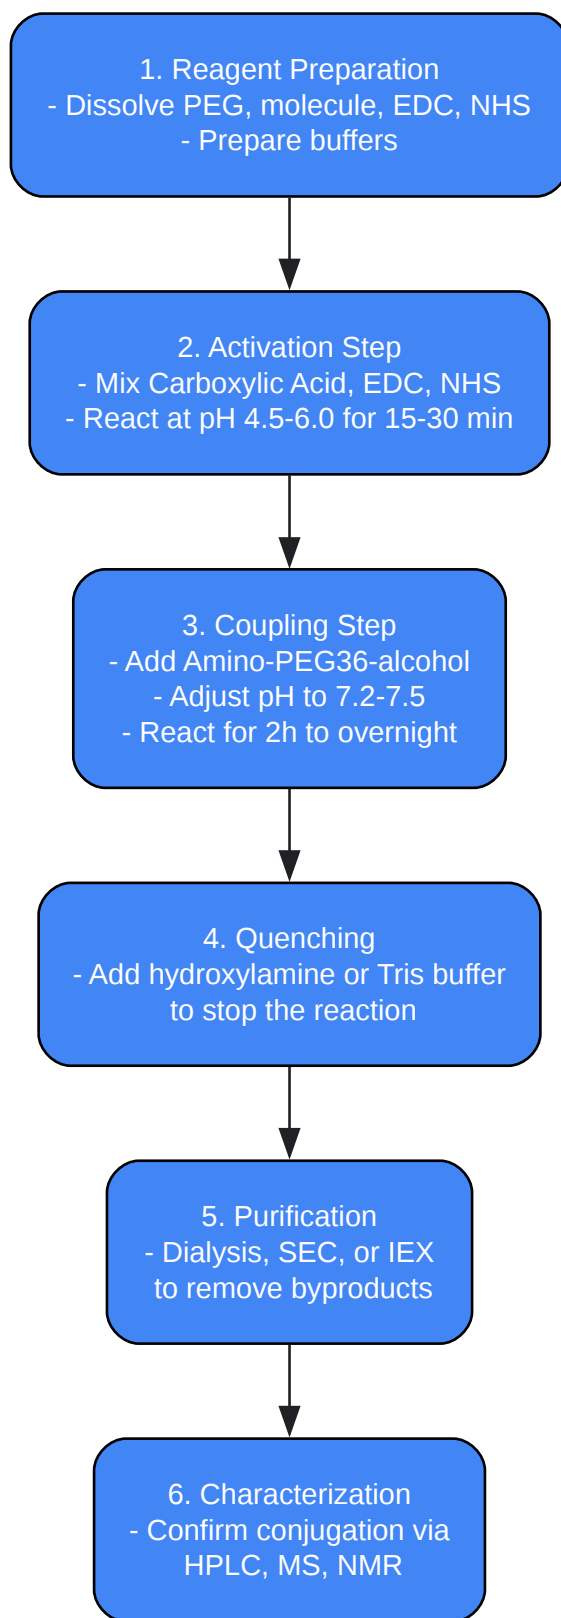 1. Reagent Preparation
- Dissolve PEG, molecule, EDC, NHS
- Prepare buffers
2. Activation Step
- Mix Carboxylic Acid, EDC, NHS
- React at pH 4.5-6.0 for 15-30 min
3. Coupling Step
- Add Amino-PEG36-alcohol
- Adjust pH to 7.2-7.5
- React for 2h to overnight
4. Quenching
- Add hydroxylamine or Tris buffer
to stop the reaction
5. Purification
- Dialysis, SEC, or IEX
to remove byproducts
6. Characterization
- Confirm conjugation via
HPLC, MS, NMR